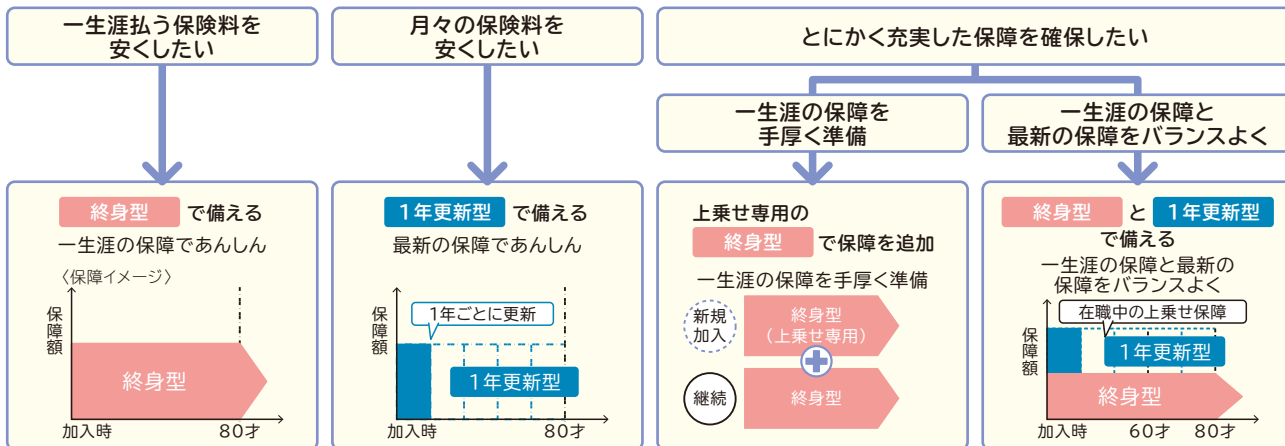 一生涯払う保険料を
安くしたい
月々の保険料を
安くしたい
とにかく充実した保障を確保したい
一生涯の保障を
手厚く準備
一生涯の保障と
最新の保障をバランスよく
終身型 で備える
一生涯の保障であんしん
〈保障イメージ〉
保障額
終身型
加入時 80才
1年更新型 で備える
最新の保障であんしん
1年ごとに更新
保障額
1年更新型
加入時 80才
上乗せ専用の
終身型 で保障を追加
一生涯の保障を手厚く準備
新規
加入
終身型
(上乗せ専用)
継続
終身型
終身型 と 1年更新型
で備える
一生涯の保障と最新の
保障をバランスよく
在職中の上乗せ保障
保障額
1年更新型
終身型
加入時 60才 80才